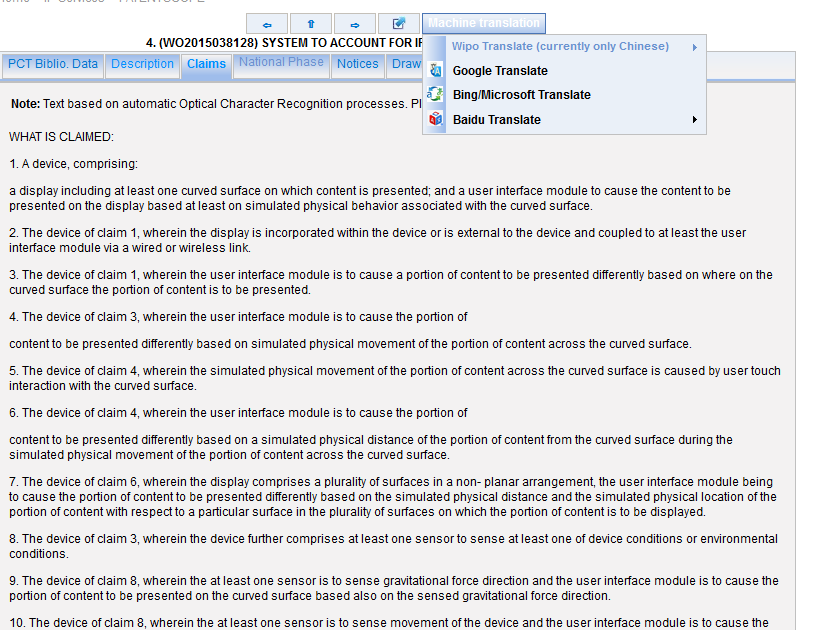 Machine translation
4. (WO2015038128) SYSTEM TO ACCOUNT FOR
Wipo Translate (currently only Chinese)
PCT Biblio. Data Description Claims National Phase Notices Draw
Google Translate
Bing/Microsoft Translate
Note: Text based on automatic Optical Character Recognition processes.
Baidu Translate
WHAT IS CLAIMED:
1. A device, comprising:
a display including at least one curved surface on which content is presented; and a user interface module to cause the content to be
presented on the display based at least on simulated physical behavior associated with the curved surface.
2. The device of claim 1, wherein the display is incorporated within the device or is external to the device and coupled to at least the user
interface module via a wired or wireless link.
3. The device of claim 1, wherein the user interface module is to cause a portion of content to be presented differently based on where on the
curved surface the portion of content is to be presented.
4. The device of claim 3, wherein the user interface module is to cause the portion of
content to be presented differently based on simulated physical movement of the portion of content across the curved surface.
5. The device of claim 4, wherein the simulated physical movement of the portion of content across the curved surface is caused by user touch
interaction with the curved surface.
6. The device of claim 4, wherein the user interface module is to cause the portion of
content to be presented differently based on a simulated physical distance of the portion of content from the curved surface during the
simulated physical movement of the portion of content across the curved surface.
7. The device of claim 6, wherein the display comprises a plurality of surfaces in a non- planar arrangement, the user interface module being
to cause the portion of content to be presented differently based on the simulated physical distance and the simulated physical location of the
portion of content with respect to a particular surface in the plurality of surfaces on which the portion of content is to be displayed.
8. The device of claim 3, wherein the device further comprises at least one sensor to sense at least one of device conditions or environmental
conditions.
9. The device of claim 8, wherein the at least one sensor is to sense gravitational force direction and the user interface module is to cause the
portion of content to be presented on the curved surface based also on the sensed gravitational force direction.
10. The device of claim 8, wherein the at least one sensor is to sense movement of the device and the user interface module is to cause the